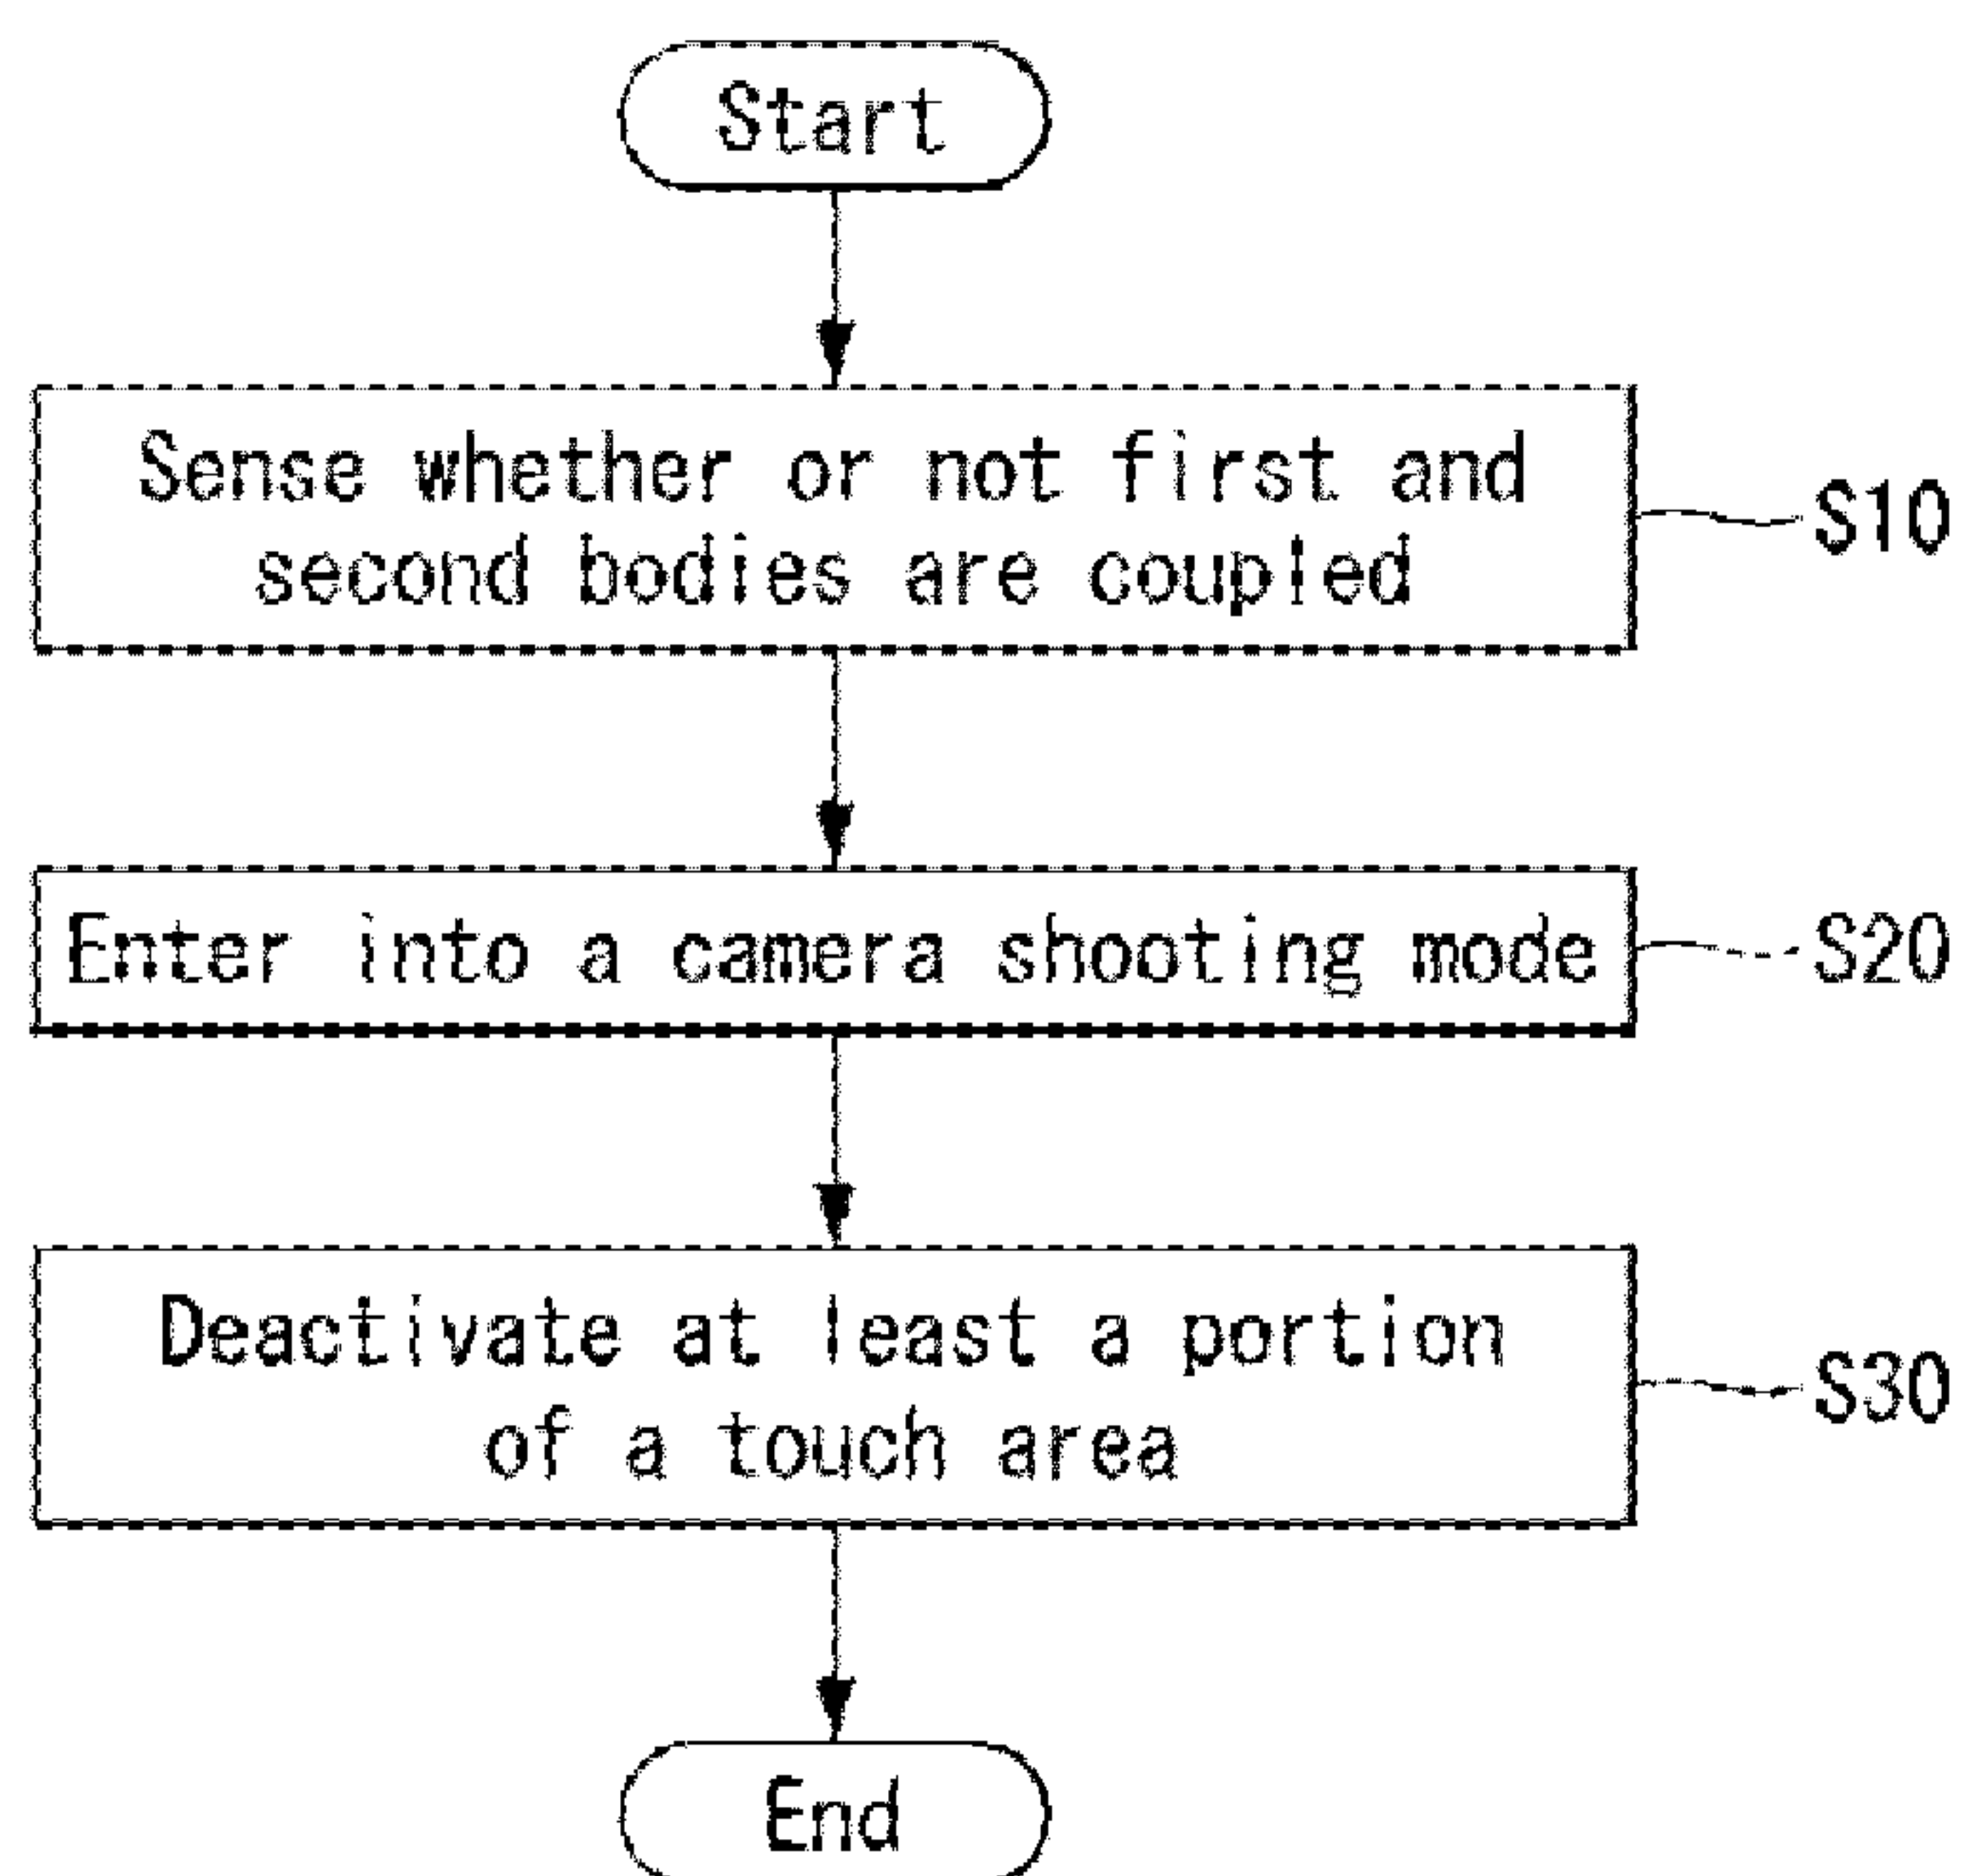 Start
Sense whether or not first and
second bodies are coupled
S10
Enter into a camera shooting mode
S20
Deactivate at least a portion
of a touch area
S30
End